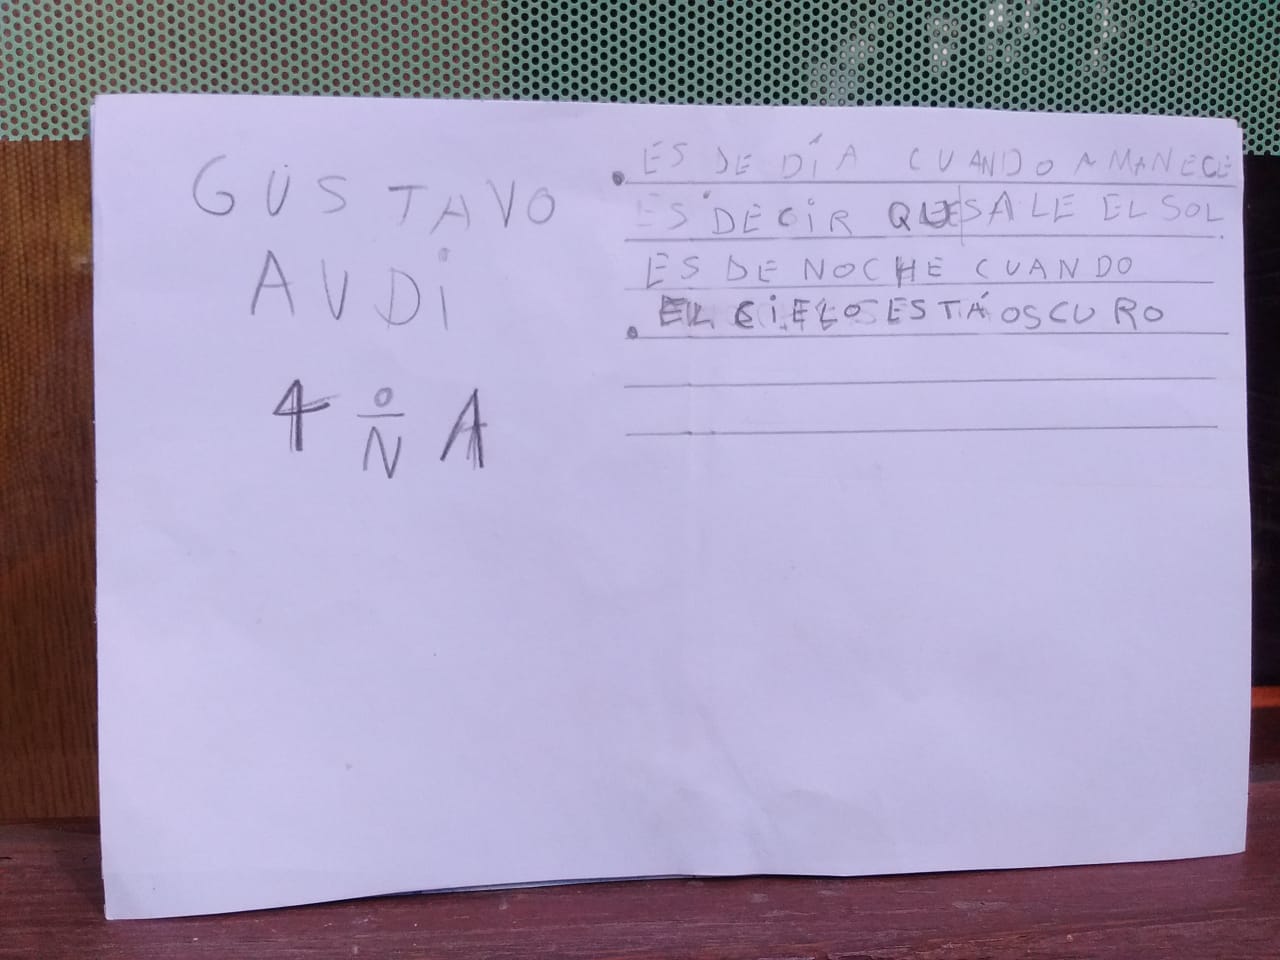 GUSTAVO
AUDi
4 º N A
ES DE DÍA CUANDO AMANECE
ES DECiR QUE SALE EL SOL
ES DE NOCHE CUANDO
EL CiELO ESTÁ OSCURO